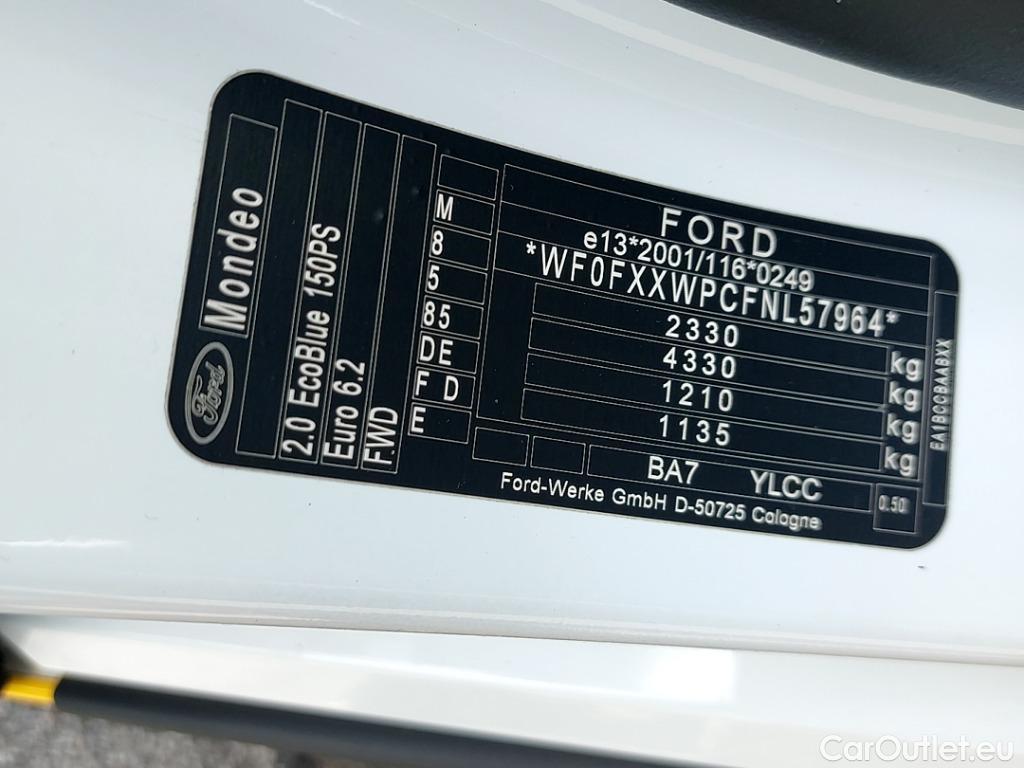 FORD
e13*2001/116*0249
*WF0FXXWPCFNL57964*
2330 kg
4330 kg
1210 kg
1135 kg
BA7 YLCC
0.50
Ford-Werke GmbH D-50725 Cologne
EA1BCCBAABXX
M
8
5
85
DE
F D
E
Ford
Mondeo
2.0 EcoBlue 150PS
Euro 6.2
FWD
CarOutlet.eu